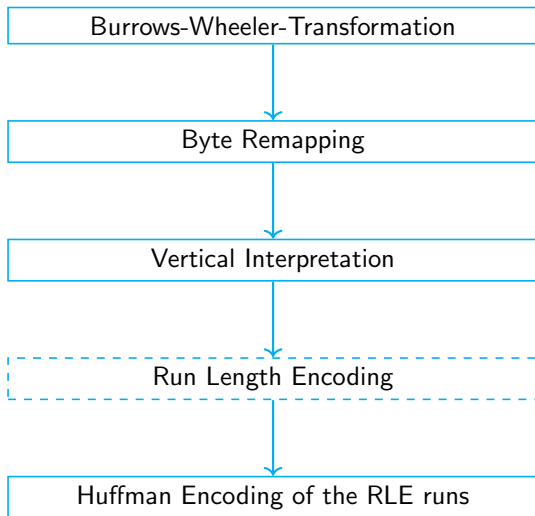 Burrows-Wheeler-Transformation
Byte Remapping
Vertical Interpretation
Run Length Encoding
Huffman Encoding of the RLE runs